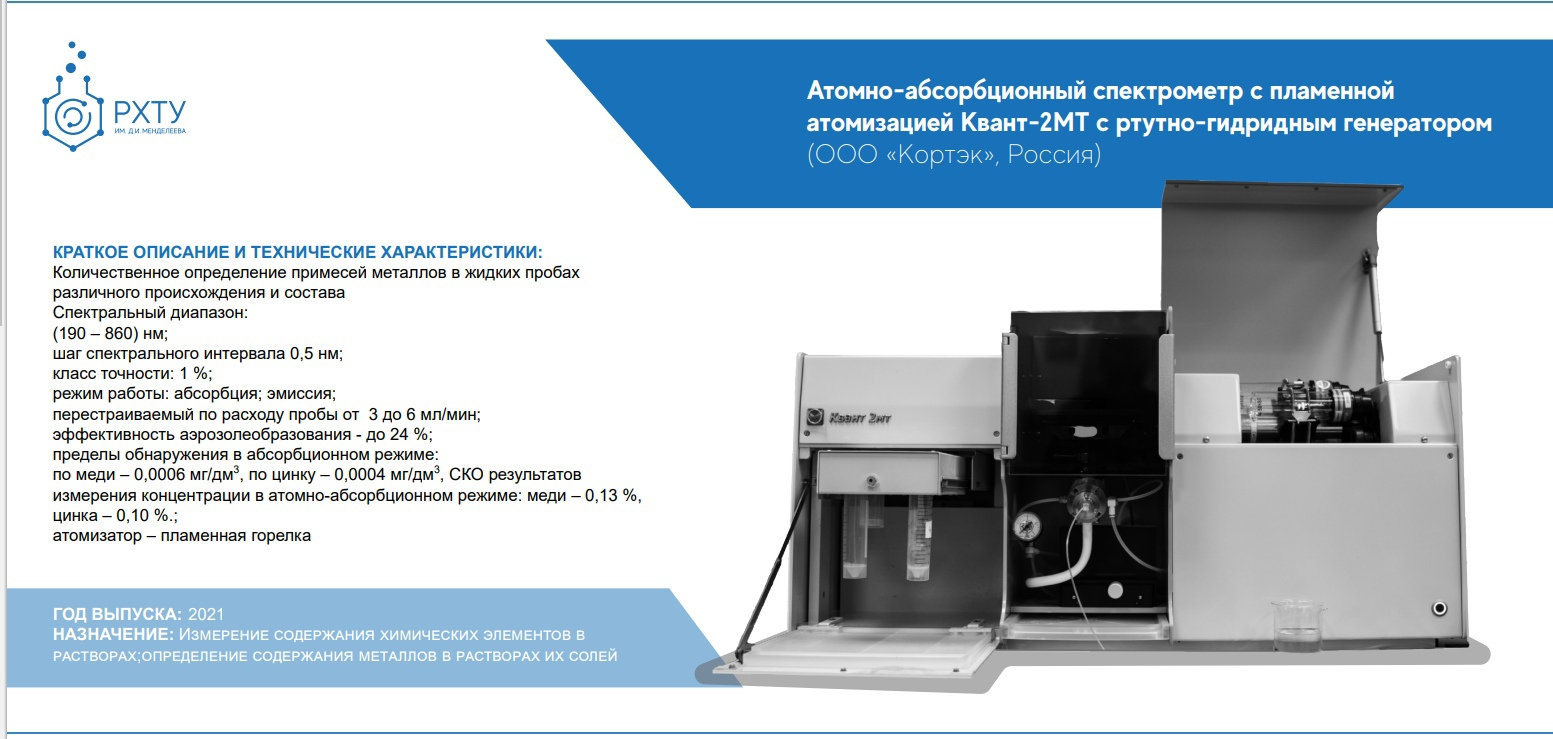 РХТУ
ИМ. Д.И. МЕНДЕЛЕЕВА
Атомно-абсорбционный спектрометр с пламенной
атомизацией Квант-2МТ с ртутно-гидридным генератором
(ООО «Кортэк», Россия)
КРАТКОЕ ОПИСАНИЕ И ТЕХНИЧЕСКИЕ ХАРАКТЕРИСТИКИ:
Количественное определение примесей металлов в жидких пробах
различного происхождения и состава
Спектральный диапазон:
(190 – 860) нм;
шаг спектрального интервала 0,5 нм;
класс точности: 1 %;
режим работы: абсорбция; эмиссия;
перестраиваемый по расходу пробы от  3 до 6 мл/мин;
эффективность аэрозолеобразования - до 24 %;
пределы обнаружения в абсорбционном режиме:
по меди – 0,0006 мг/дм³, по цинку – 0,0004 мг/дм³, СКО результатов
измерения концентрации в атомно-абсорбционном режиме: меди – 0,13 %,
цинка – 0,10 %.;
атомизатор – пламенная горелка
Квант 2мт
ГОД ВЫПУСКА: 2021
НАЗНАЧЕНИЕ: Измерение содержания химических элементов в
растворах;определение содержания металлов в растворах их солей